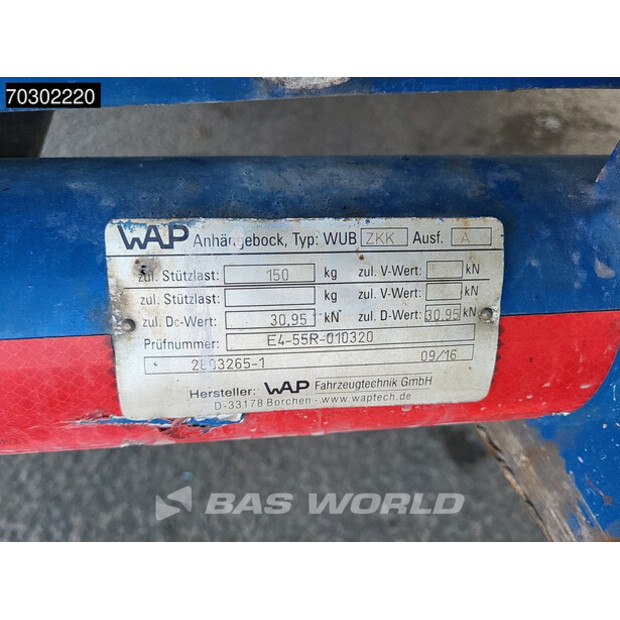 70302220
WAP Anhängebock, Typ: WUB ZKK Ausf. A
zul. Stützlast: 150 kg zul. V-Wert: kN
zul. Stützlast: kg zul. V-Wert: kN
zul. Dc-Wert: 30,95 kN zul. D-Wert: 30,95 kN
Prüfnummer: E4-55R-010320
2803265-1 09/16
Hersteller: WAP Fahrzeugtechnik GmbH
D-33178 Borchen - www.waptech.de
BAS WORLD